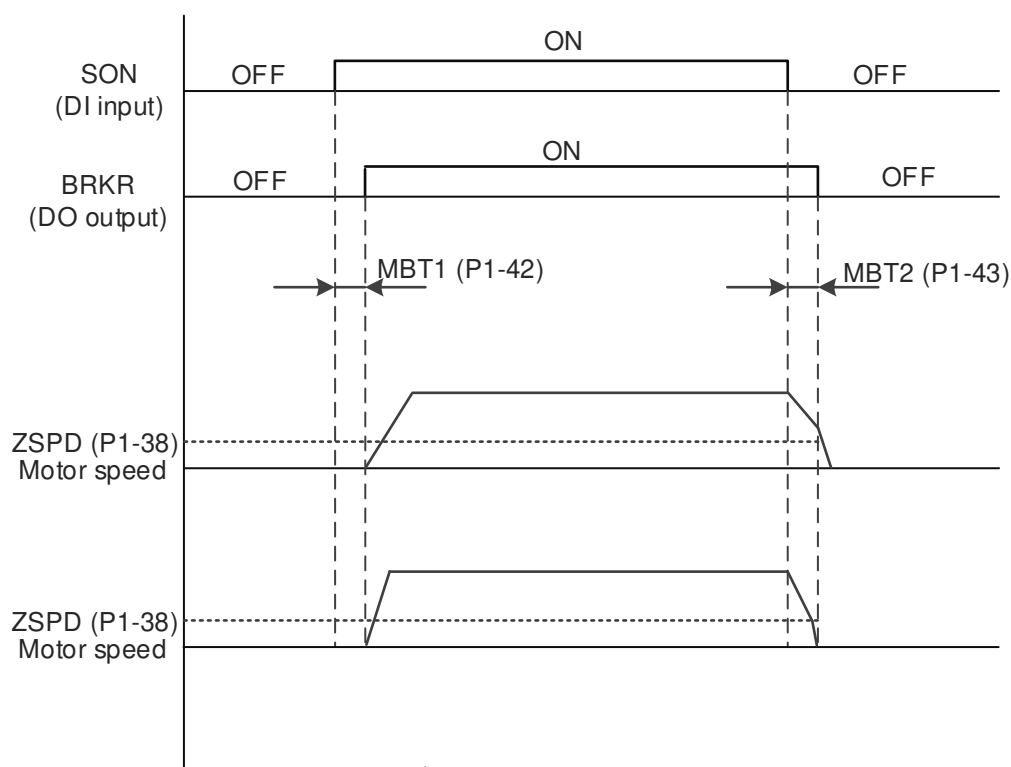 ON
SON
(DI input)
OFF
OFF
ON
BRKR
(DO output)
OFF
OFF
MBT1 (P1-42)
MBT2 (P1-43)
ZSPD (P1-38)
Motor speed
ZSPD (P1-38)
Motor speed